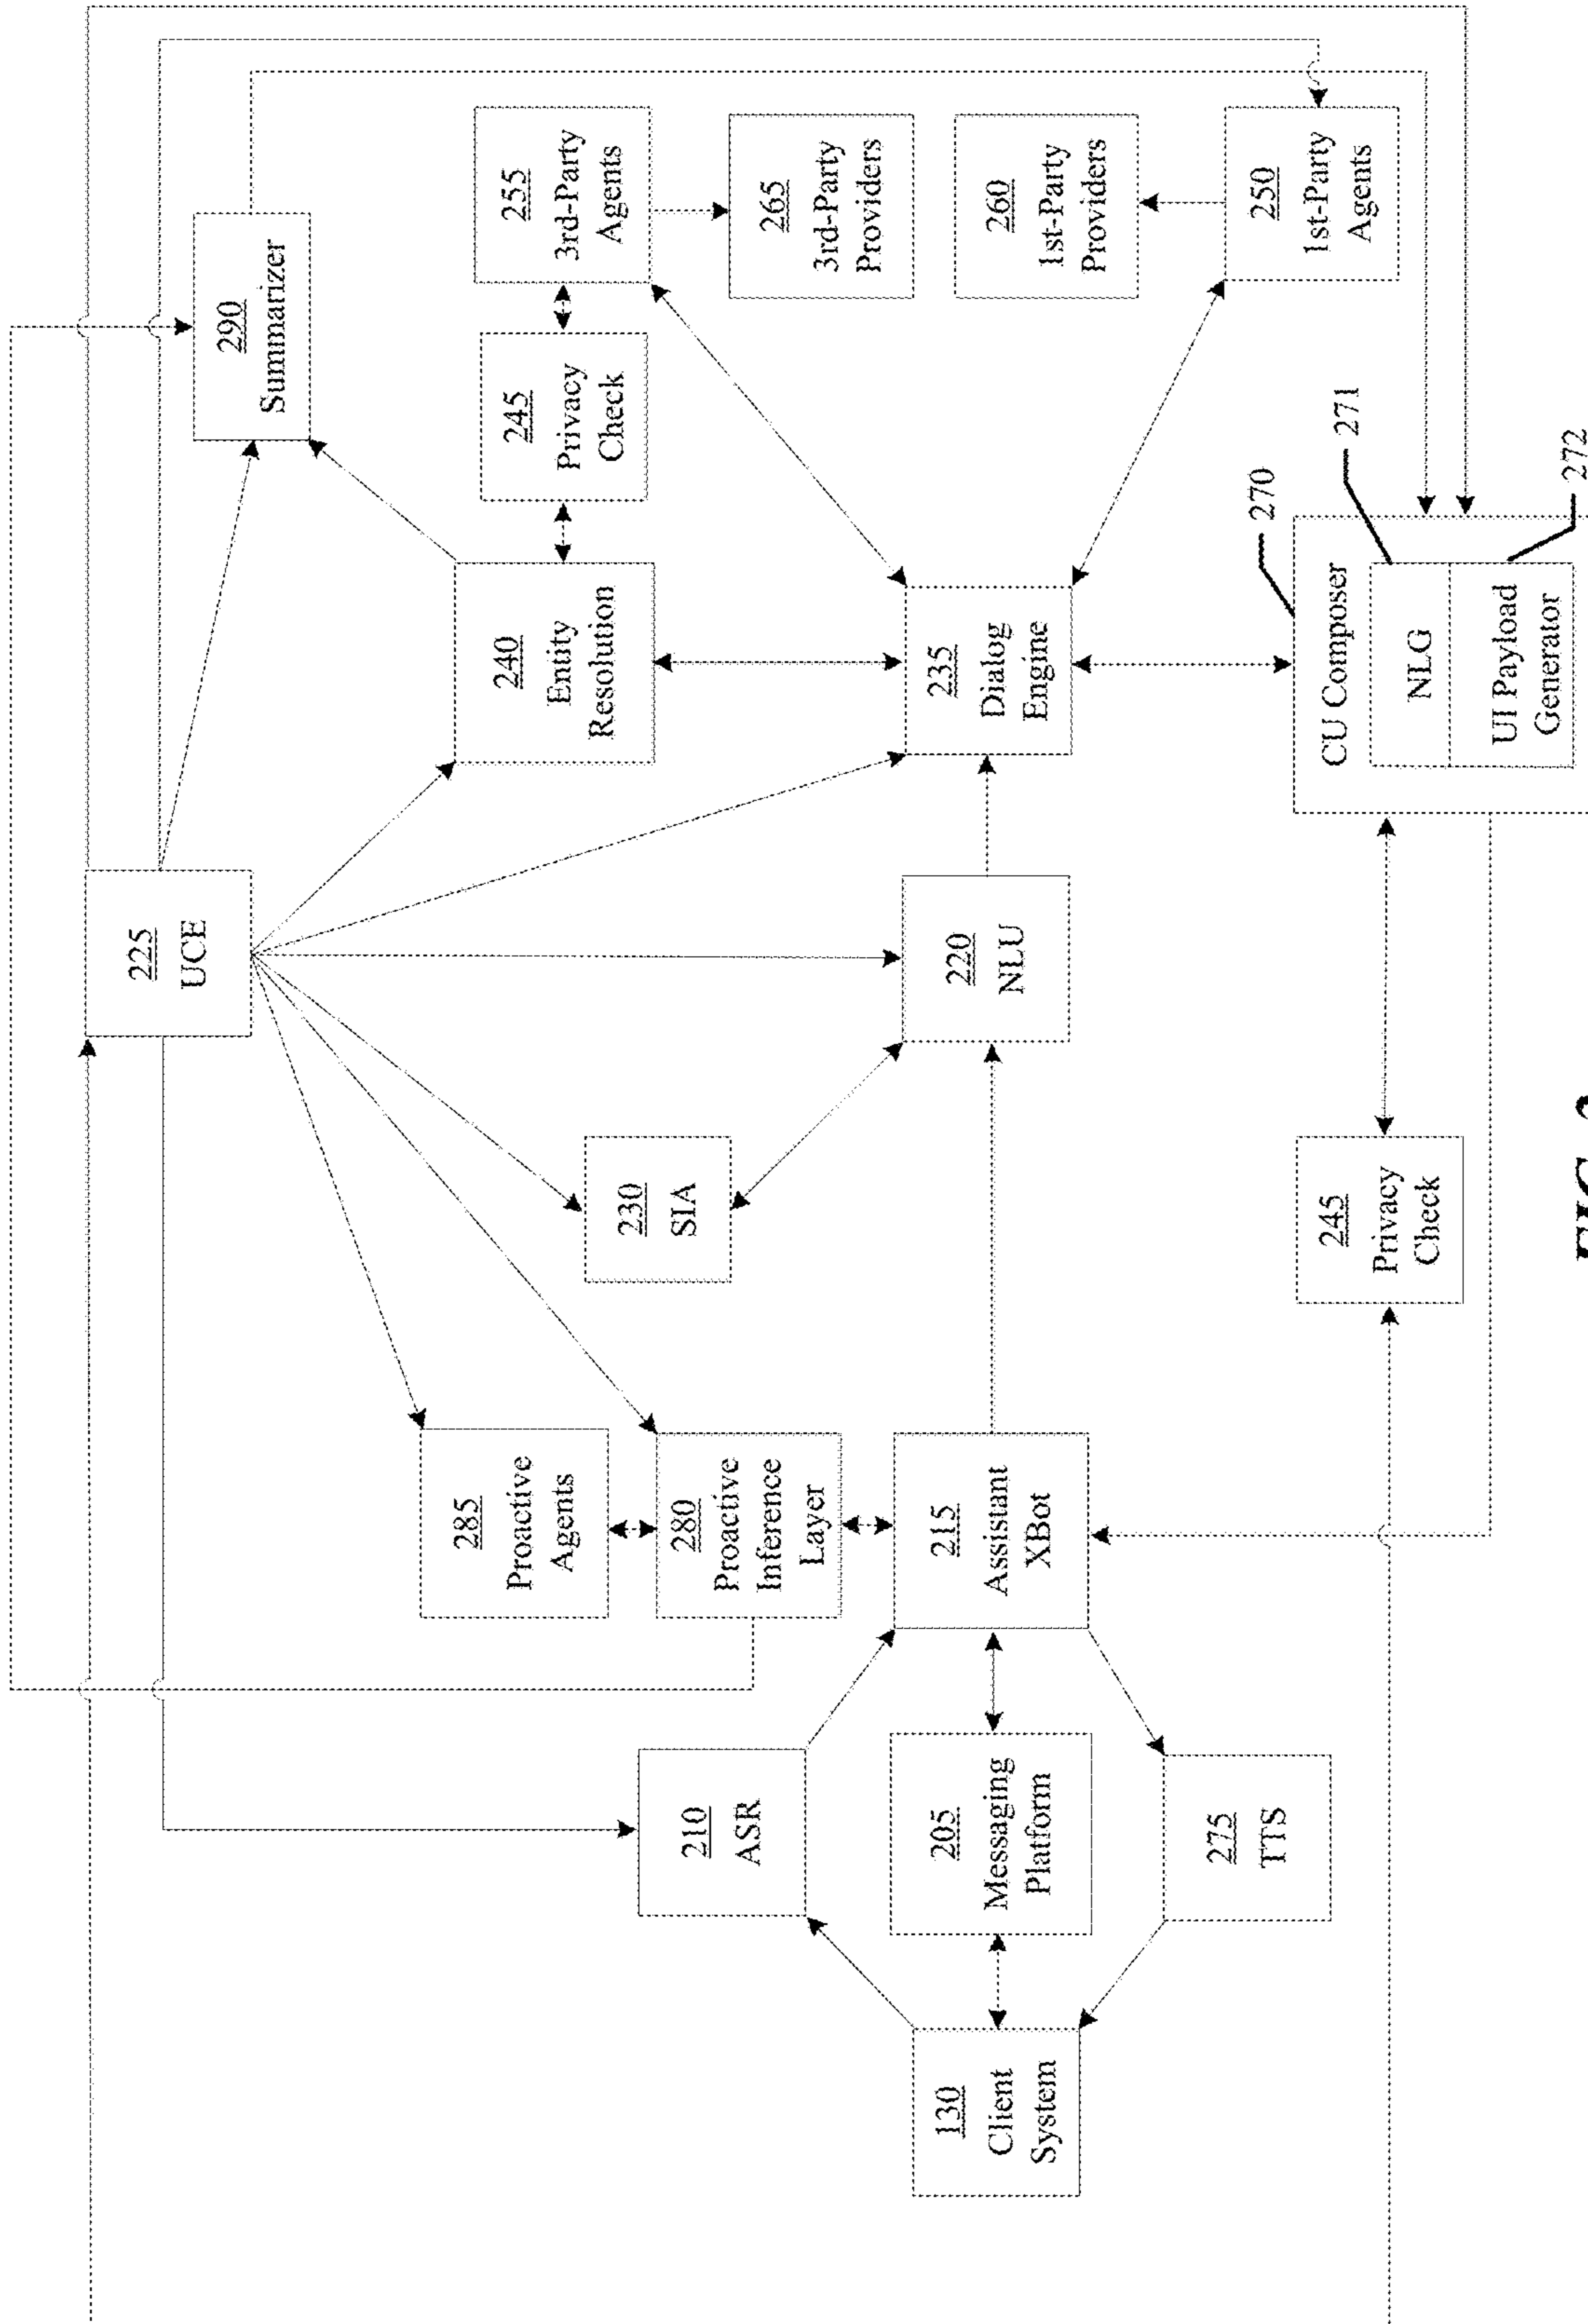 225
UCE
290
Summarizer
285
Proactive
Agents
240
Entity
Resolution
245
Privacy
Check
255
3rd-Party
Agents
210
ASR
280
Proactive
Inference
Layer
230
SIA
265
3rd-Party
Providers
130
Client
System
205
Messaging
Platform
215
Assistant
XBot
220
NLU
235
Dialog
Engine
260
1st-Party
Providers
275
TTS
245
Privacy
Check
250
1st-Party
Agents
270
CU Composer
271
NLG
UI Payload
Generator
272
FIG. 2